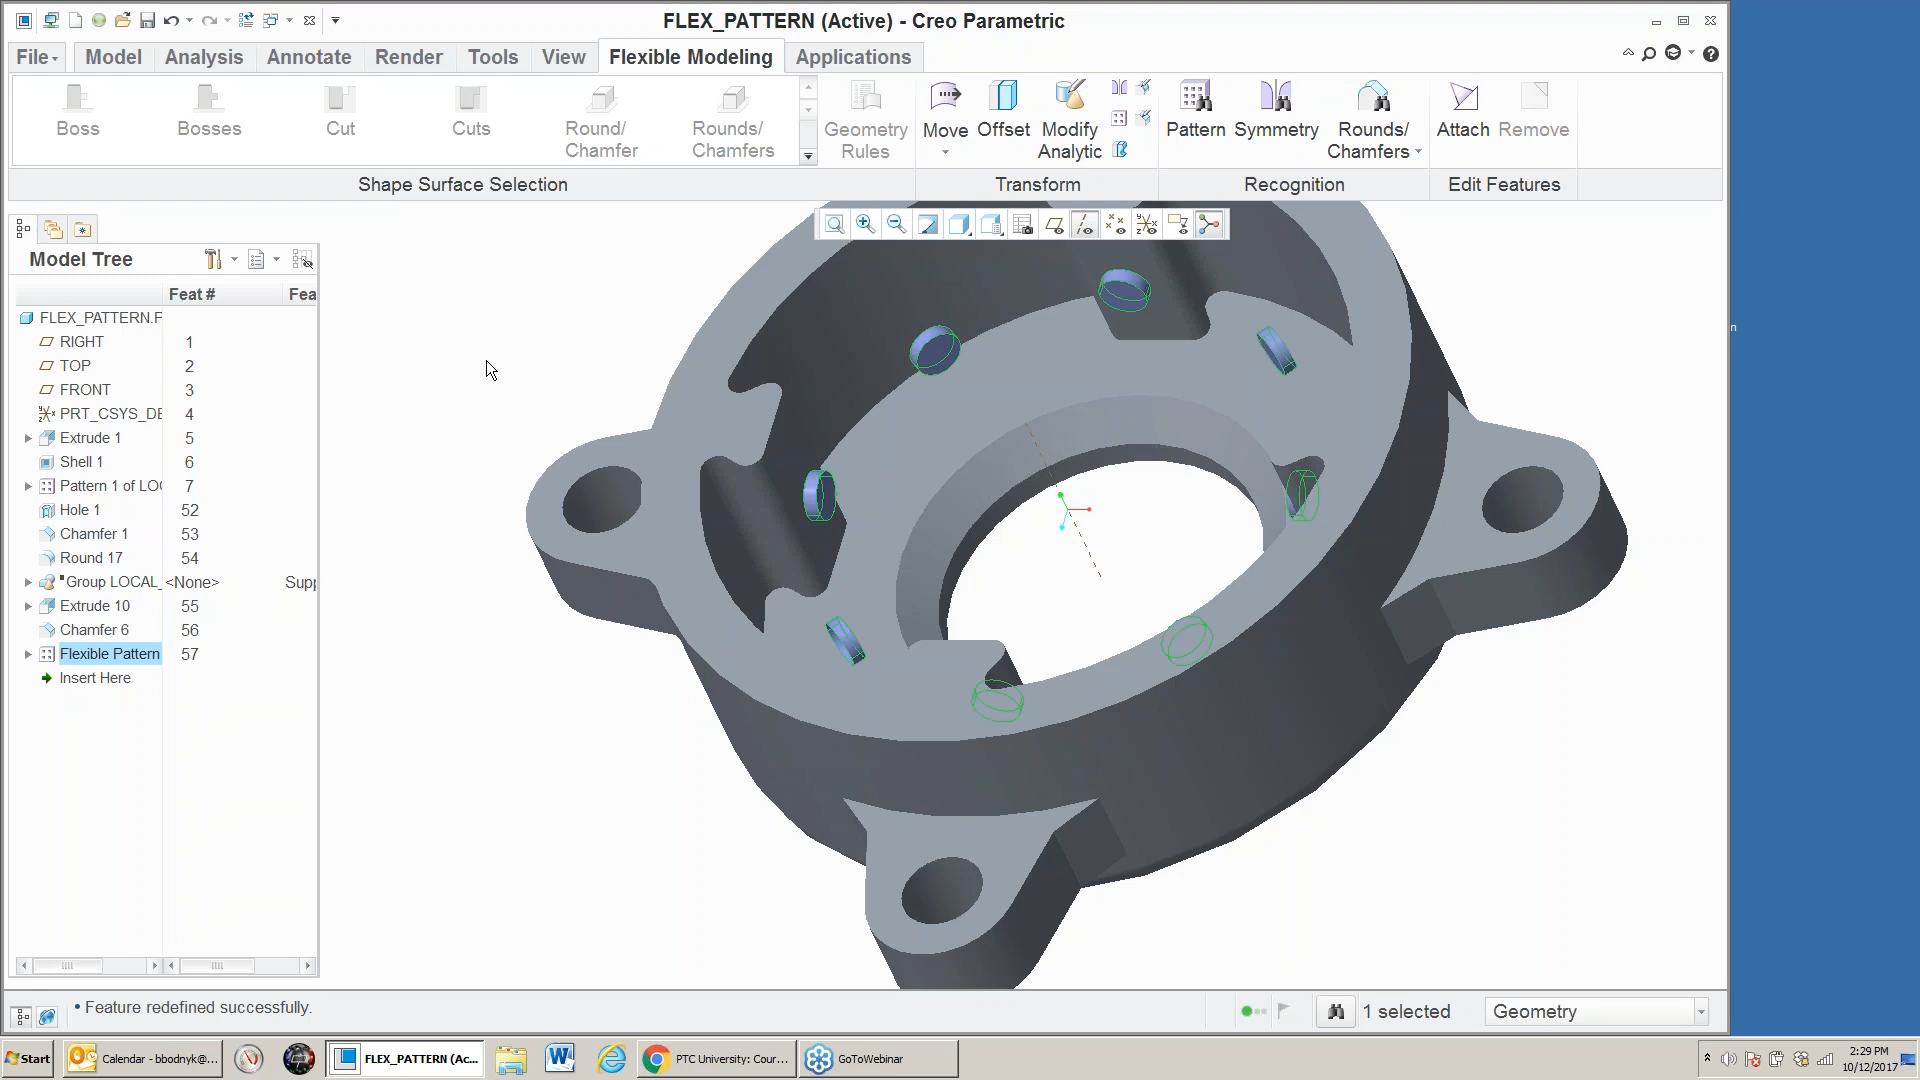 FLEX_PATTERN (Active) - Creo Parametric
File Model Analysis Annotate Render Tools View Flexible Modeling Applications
Boss Bosses Cut Cuts Round/ Chamfer Rounds/ Chamfers Geometry Rules Move Offset Modify Analytic Pattern Symmetry Rounds/ Chamfers Attach Remove
Shape Surface Selection Transform Recognition Edit Features
Model Tree
Feat # Fea
FLEX_PATTERN.P
RIGHT 1
TOP 2
FRONT 3
PRT_CSYS_DE 4
Extrude 1 5
Shell 1 6
Pattern 1 of LOC 7
Hole 1 52
Chamfer 1 53
Round 17 54
Group LOCAL_ <None> Supp
Extrude 10 55
Chamfer 6 56
Flexible Pattern 57
Insert Here
• Feature redefined successfully.
1 selected
Geometry
Start Calendar - bbodnyk@... FLEX_PATTERN (Ac... PTC University: Cour... GoToWebinar
2:29 PM
10/12/2017